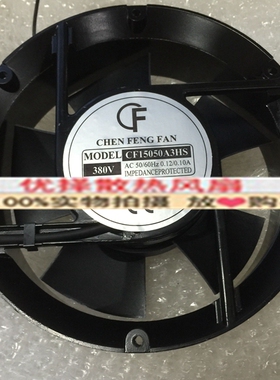 CF
CHEN FENG FAN
MODEL CF15050A3HS
380V AC 50/60Hz 0.12/0.10A
IMPEDANCEPROTECTED
优择散热风扇
00%实物拍摄 放❤购